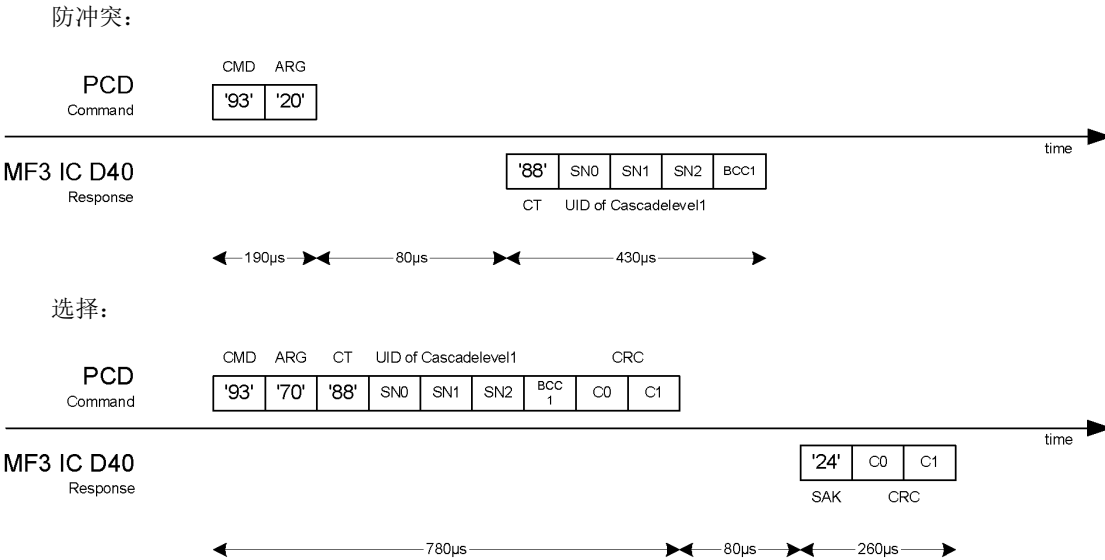 防冲突：
CMD ARG
PCD '93' '20'
Command
time
MF3 IC D40 '88' SN0 SN1 SN2 BCC1
Response
CT UID of Cascadelevel1
190µs 80µs 430µs
选择：
CMD ARG CT UID of Cascadelevel1 CRC
PCD '93' '70' '88' SN0 SN1 SN2 BCC 1 C0 C1
Command
time
MF3 IC D40 '24' C0 C1
Response
SAK CRC
780µs 80µs 260µs